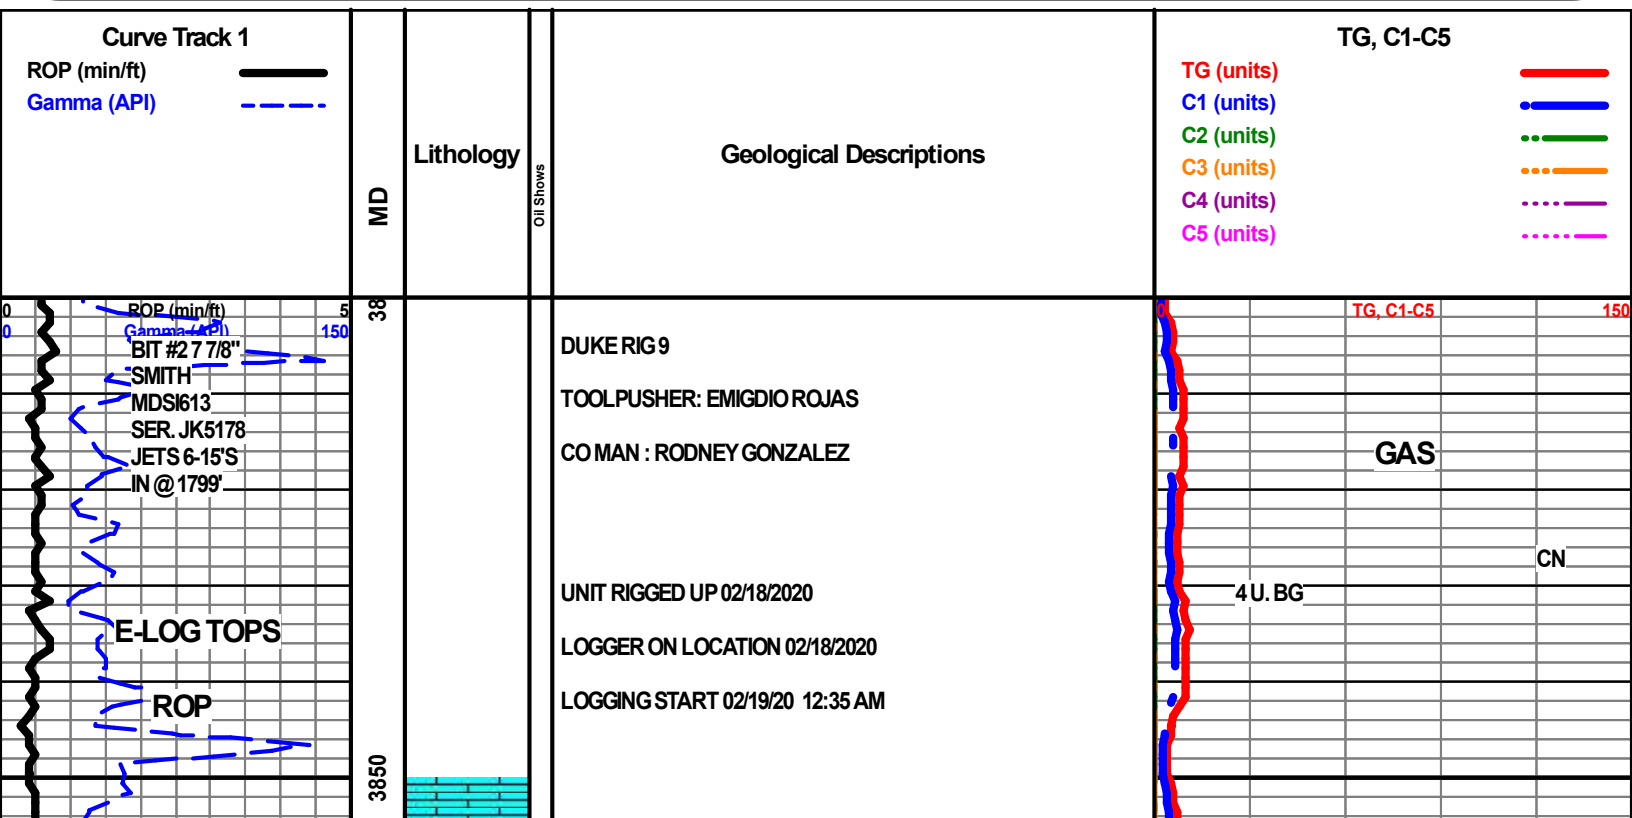 Curve Track 1
ROP (min/ft)
Gamma (API)
MD
Lithology
Oil Shows
Geological Descriptions
TG, C1-C5
TG (units)
C1 (units)
C2 (units)
C3 (units)
C4 (units)
C5 (units)
0 ROP (min/ft) 5
0 Gamma (API) 150
BIT #2 7 7/8"
SMITH
MDSI613
SER. JK5178
JETS 6-15'S
IN @ 1799'
E-LOG TOPS
ROP
38
3850
DUKE RIG 9
TOOLPUSHER: EMIGDIO ROJAS
CO MAN : RODNEY GONZALEZ
UNIT RIGGED UP 02/18/2020
LOGGER ON LOCATION 02/18/2020
LOGGING START 02/19/20 12:35 AM
0 TG, C1-C5 150
GAS
CN
4 U. BG